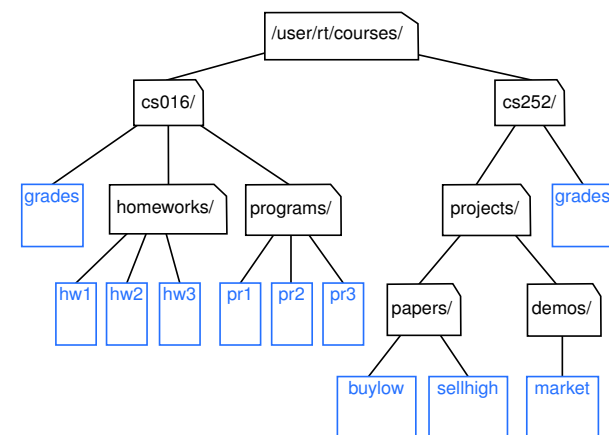 /user/rt/courses/
cs016/
cs252/
grades
homeworks/
programs/
projects/
grades
hw1
hw2
hw3
pr1
pr2
pr3
papers/
demos/
buylow
sellhigh
market